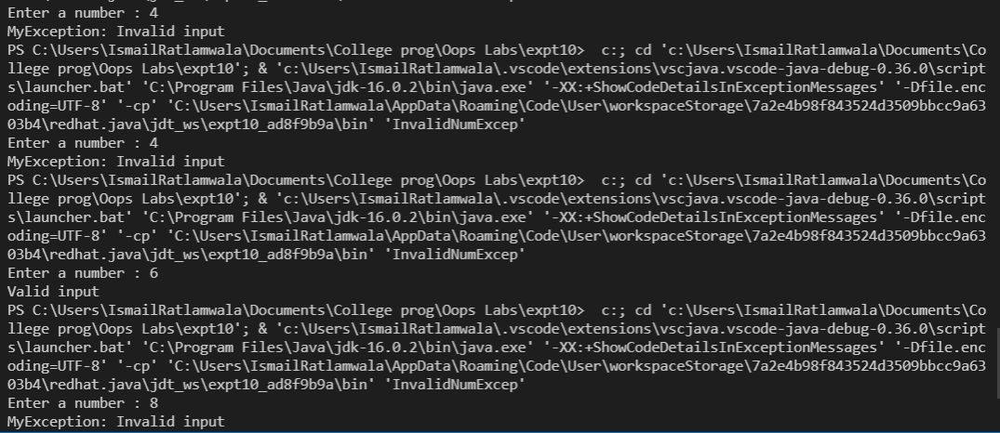 Enter a number : 4
MyException: Invalid input
PS C:\Users\IsmailRatlamwala\Documents\College prog\Oops Labs\expt10>  c:; cd 'c:\Users\IsmailRatlamwala\Documents\Co
llege prog\Oops Labs\expt10'; & 'c:\Users\IsmailRatlamwala\.vscode\extensions\vscjava.vscode-java-debug-0.36.0\script
s\launcher.bat' 'C:\Program Files\Java\jdk-16.0.2\bin\java.exe' '-XX:+ShowCodeDetailsInExceptionMessages' '-Dfile.enc
oding=UTF-8' '-cp' 'C:\Users\IsmailRatlamwala\AppData\Roaming\Code\User\workspaceStorage\7a2e4b98f843524d3509bbcc9a63
03b4\redhat.java\jdt_ws\expt10_ad8f9b9a\bin' 'InvalidNumExcep'
Enter a number : 4
MyException: Invalid input
PS C:\Users\IsmailRatlamwala\Documents\College prog\Oops Labs\expt10>  c:; cd 'c:\Users\IsmailRatlamwala\Documents\Co
llege prog\Oops Labs\expt10'; & 'c:\Users\IsmailRatlamwala\.vscode\extensions\vscjava.vscode-java-debug-0.36.0\script
s\launcher.bat' 'C:\Program Files\Java\jdk-16.0.2\bin\java.exe' '-XX:+ShowCodeDetailsInExceptionMessages' '-Dfile.enc
oding=UTF-8' '-cp' 'C:\Users\IsmailRatlamwala\AppData\Roaming\Code\User\workspaceStorage\7a2e4b98f843524d3509bbcc9a63
03b4\redhat.java\jdt_ws\expt10_ad8f9b9a\bin' 'InvalidNumExcep'
Enter a number : 6
Valid input
PS C:\Users\IsmailRatlamwala\Documents\College prog\Oops Labs\expt10>  c:; cd 'c:\Users\IsmailRatlamwala\Documents\Co
llege prog\Oops Labs\expt10'; & 'c:\Users\IsmailRatlamwala\.vscode\extensions\vscjava.vscode-java-debug-0.36.0\script
s\launcher.bat' 'C:\Program Files\Java\jdk-16.0.2\bin\java.exe' '-XX:+ShowCodeDetailsInExceptionMessages' '-Dfile.enc
oding=UTF-8' '-cp' 'C:\Users\IsmailRatlamwala\AppData\Roaming\Code\User\workspaceStorage\7a2e4b98f843524d3509bbcc9a63
03b4\redhat.java\jdt_ws\expt10_ad8f9b9a\bin' 'InvalidNumExcep'
Enter a number : 8
MyException: Invalid input